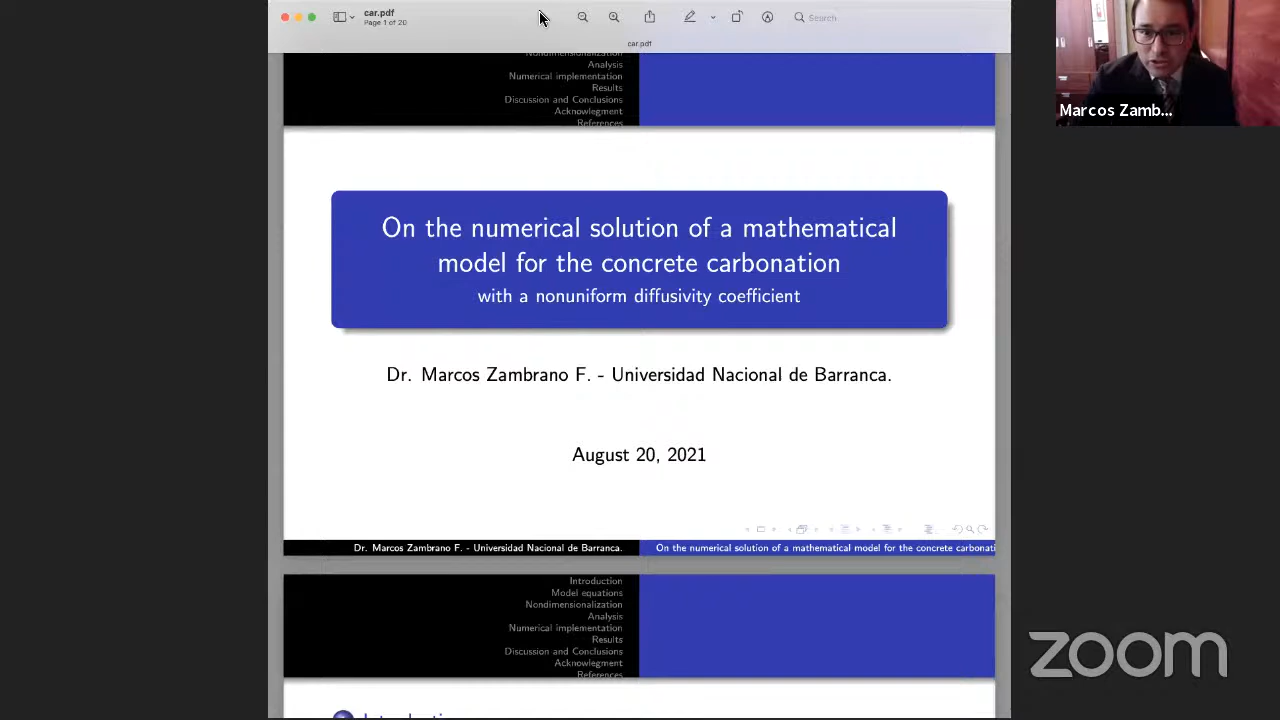 car.pdf
Page 1 of 20
Search
car.pdf
Nondimensionalization
Analysis
Numerical implementation
Results
Discussion and Conclusions
Acknowlegment
References
On the numerical solution of a mathematical
model for the concrete carbonation
with a nonuniform diffusivity coefficient
Dr. Marcos Zambrano F. - Universidad Nacional de Barranca.
August 20, 2021
Dr. Marcos Zambrano F. - Universidad Nacional de Barranca.
On the numerical solution of a mathematical model for the concrete carbonati
Introduction
Model equations
Nondimensionalization
Analysis
Numerical implementation
Results
Discussion and Conclusions
Acknowlegment
References
Marcos Zamb...
zoom